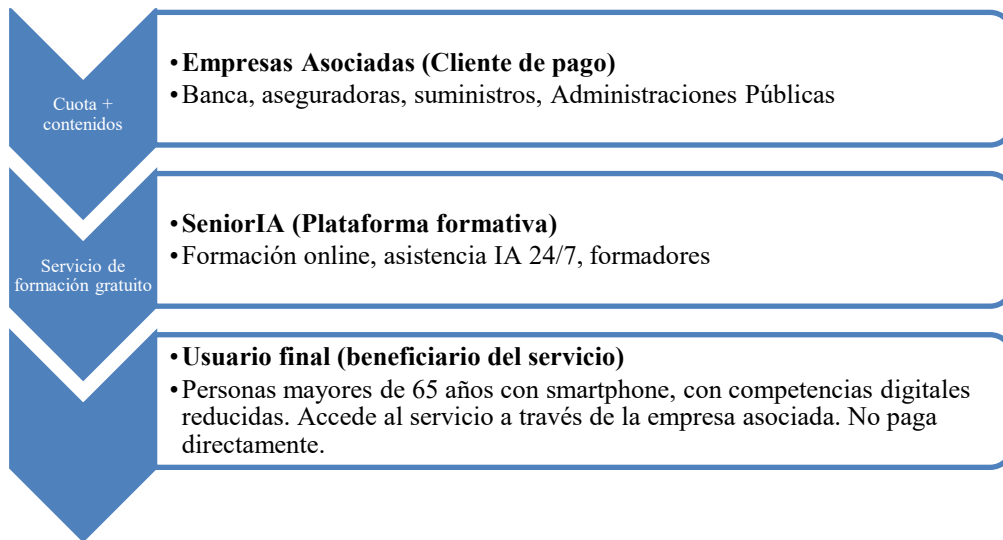 Cuota +
contenidos
•Empresas Asociadas (Cliente de pago)
•Banca, aseguradoras, suministros, Administraciones Públicas
Servicio de
formación gratuito
•SeniorIA (Plataforma formativa)
•Formación online, asistencia IA 24/7, formadores
•Usuario final (beneficiario del servicio)
•Personas mayores de 65 años con smartphone, con competencias digitales
reducidas. Accede al servicio a través de la empresa asociada. No paga
directamente.